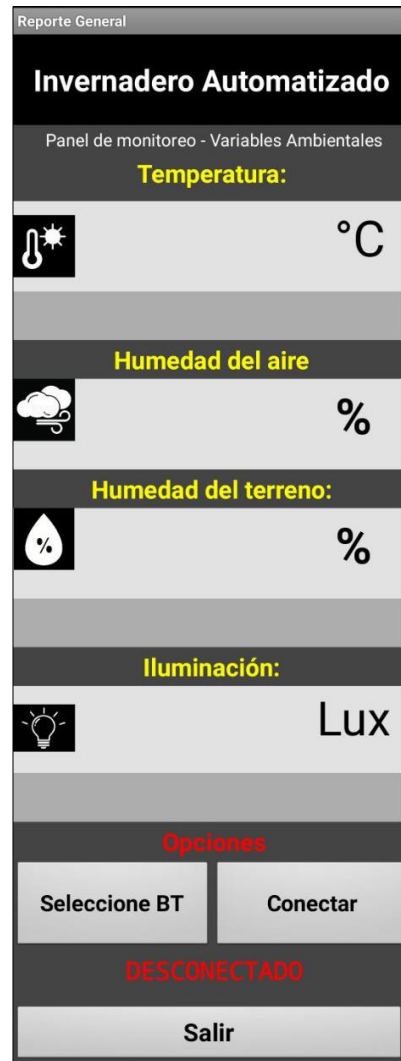 Reporte General
Invernadero Automatizado
Panel de monitoreo - Variables Ambientales
Temperatura:
°C
Humedad del aire
%
Humedad del terreno:
%
%
Iluminación:
Lux
Opciones
Seleccione BT
Conectar
DESCONECTADO
Salir